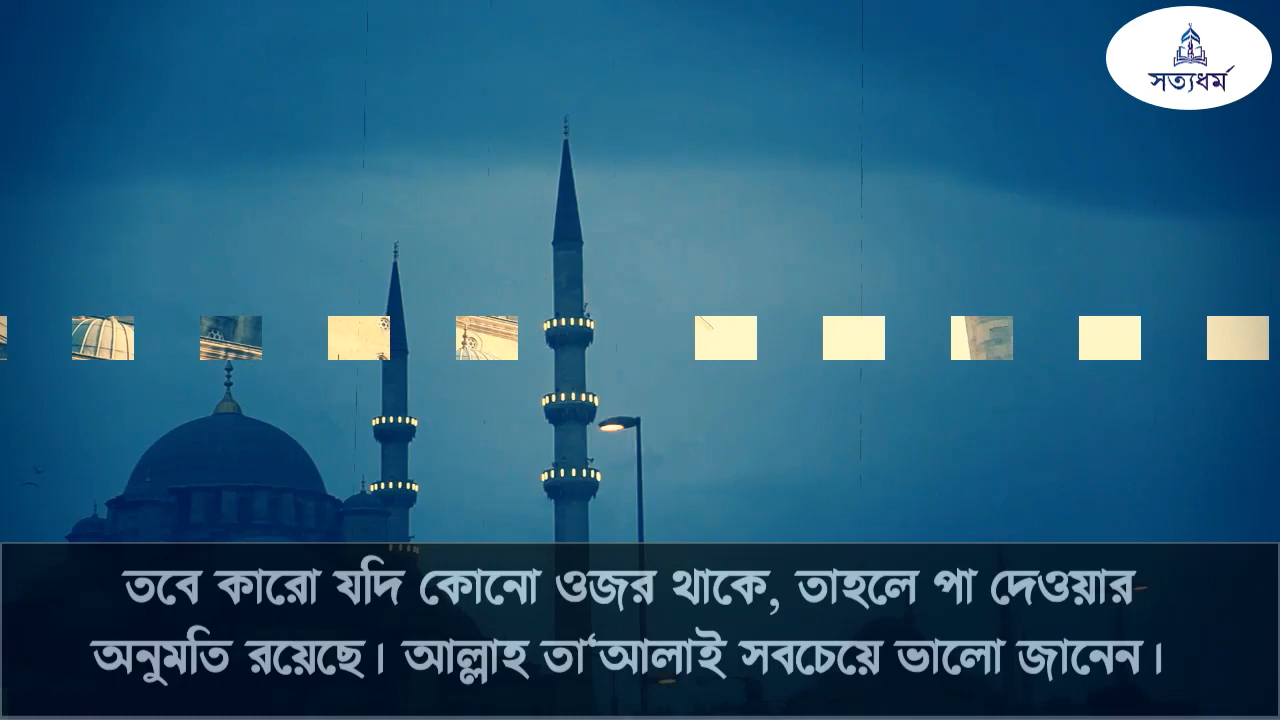 সত্যধর্ম
তবে কারো যদি কোনো ওজর থাকে, তাহলে পা দেওয়ার
অনুমতি রয়েছে। আল্লাহ তা‘আলাই সবচেয়ে ভালো জানেন।